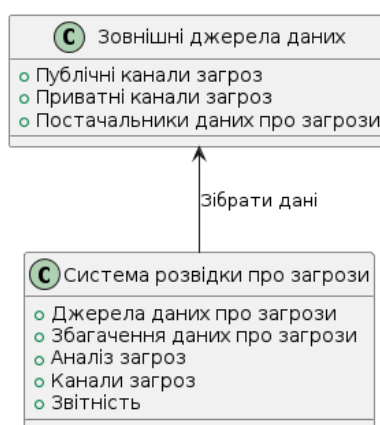 C Зовнішні джерела даних
Публічні канали загроз
Приватні канали загроз
Постачальники даних про загрози
Зібрати дані
C Система розвідки про загрози
Джерела даних про загрози
Збагачення даних про загрози
Аналіз загроз
Канали загроз
Звітність